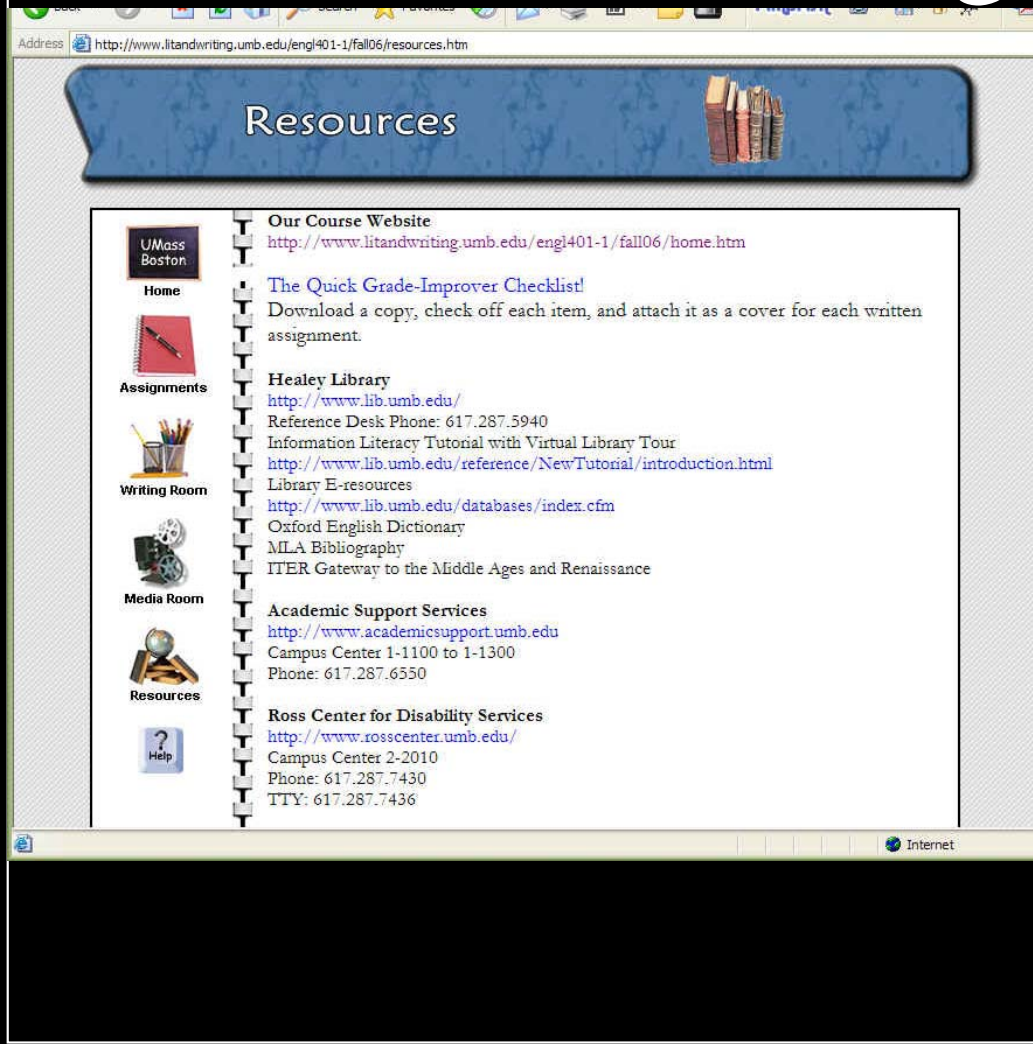 Back Search Favorites
Address http://www.litandwriting.umb.edu/engl401-1/fall06/resources.htm
Resources
UMass
Boston
Home
Assignments
Writing Room
Media Room
Resources
?
Help
Our Course Website
http://www.litandwriting.umb.edu/engl401-1/fall06/home.htm
The Quick Grade-Improver Checklist!
Download a copy, check off each item, and attach it as a cover for each written
assignment.
Healey Library
http://www.lib.umb.edu/
Reference Desk Phone: 617.287.5940
Information Literacy Tutorial with Virtual Library Tour
http://www.lib.umb.edu/reference/NewTutorial/introduction.html
Library E-resources
http://www.lib.umb.edu/databases/index.cfm
Oxford English Dictionary
MLA Bibliography
ITER Gateway to the Middle Ages and Renaissance
Academic Support Services
http://www.academicsupport.umb.edu
Campus Center 1-1100 to 1-1300
Phone: 617.287.6550
Ross Center for Disability Services
http://www.rosscenter.umb.edu/
Campus Center 2-2010
Phone: 617.287.7430
TTY: 617.287.7436
Internet